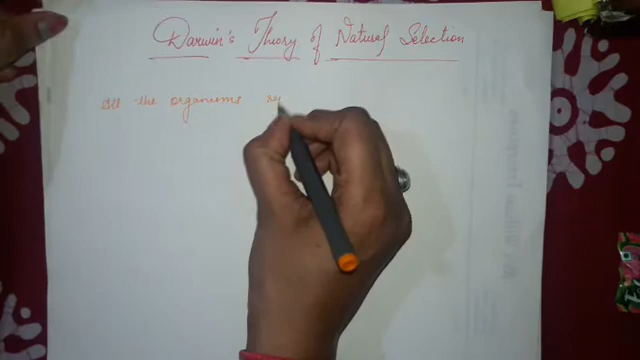 Darwin's Theory of Natural Selection
All the organisms